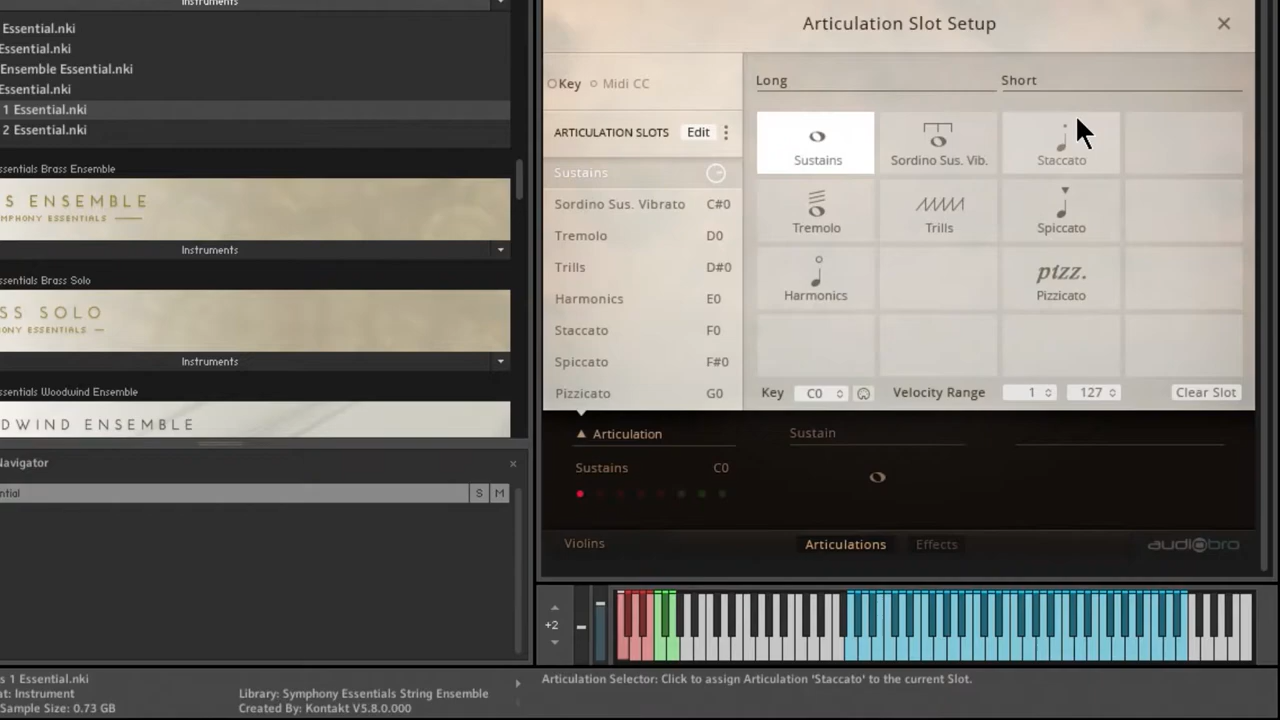 Instruments
Essential.nki
Essential.nki
Ensemble Essential.nki
Essential.nki
1 Essential.nki
2 Essential.nki
ssentials Brass Ensemble
S ENSEMBLE
MPHONY ESSENTIALS
Instruments
ssentials Brass Solo
SS SOLO
HONY ESSENTIALS
Instruments
ssentials Woodwind Ensemble
DWIND ENSEMBLE
Navigator
ntial
S M
s 1 Essential.nki
at: Instrument
Sample Size: 0.73 GB
Library: Symphony Essentials String Ensemble
Created By: Kontakt V5.8.0.000
Articulation Slot Setup
Key Midi CC
ARTICULATION SLOTS Edit
Sustains
Sordino Sus. Vibrato C#0
Tremolo D0
Trills D#0
Harmonics E0
Staccato F0
Spiccato F#0
Pizzicato G0
Long Short
Sustains Sordino Sus. Vib. Staccato
Tremolo Trills Spiccato
pizz.
Harmonics Pizzicato
Key C0 Velocity Range 1 127 Clear Slot
Articulation Sustain
Sustains C0
Violins Articulations Effects audiobro
+2
Articulation Selector: Click to assign Articulation 'Staccato' to the current Slot.